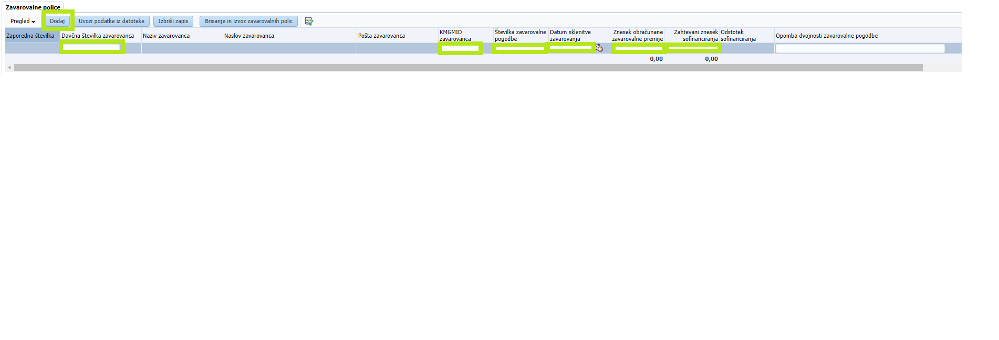 Zavarovalne police
Pregled Dodaj Uvozi podatke iz datoteke Izbriši zapis Brisanje in izvoz zavarovalnih polic
Zaporedna številka Davčna številka zavarovanca Naziv zavarovanca Naslov zavarovanca Pošta zavarovanca KMGMID zavarovanca Številka zavarovalne pogodbe Datum sklenitve zavarovanja Znesek obračunane zavarovalne premije Zahtevani znesek sofinanciranja Odstotek sofinanciranja Opomba dvojnosti zavarovalne pogodbe
0,00 0,00